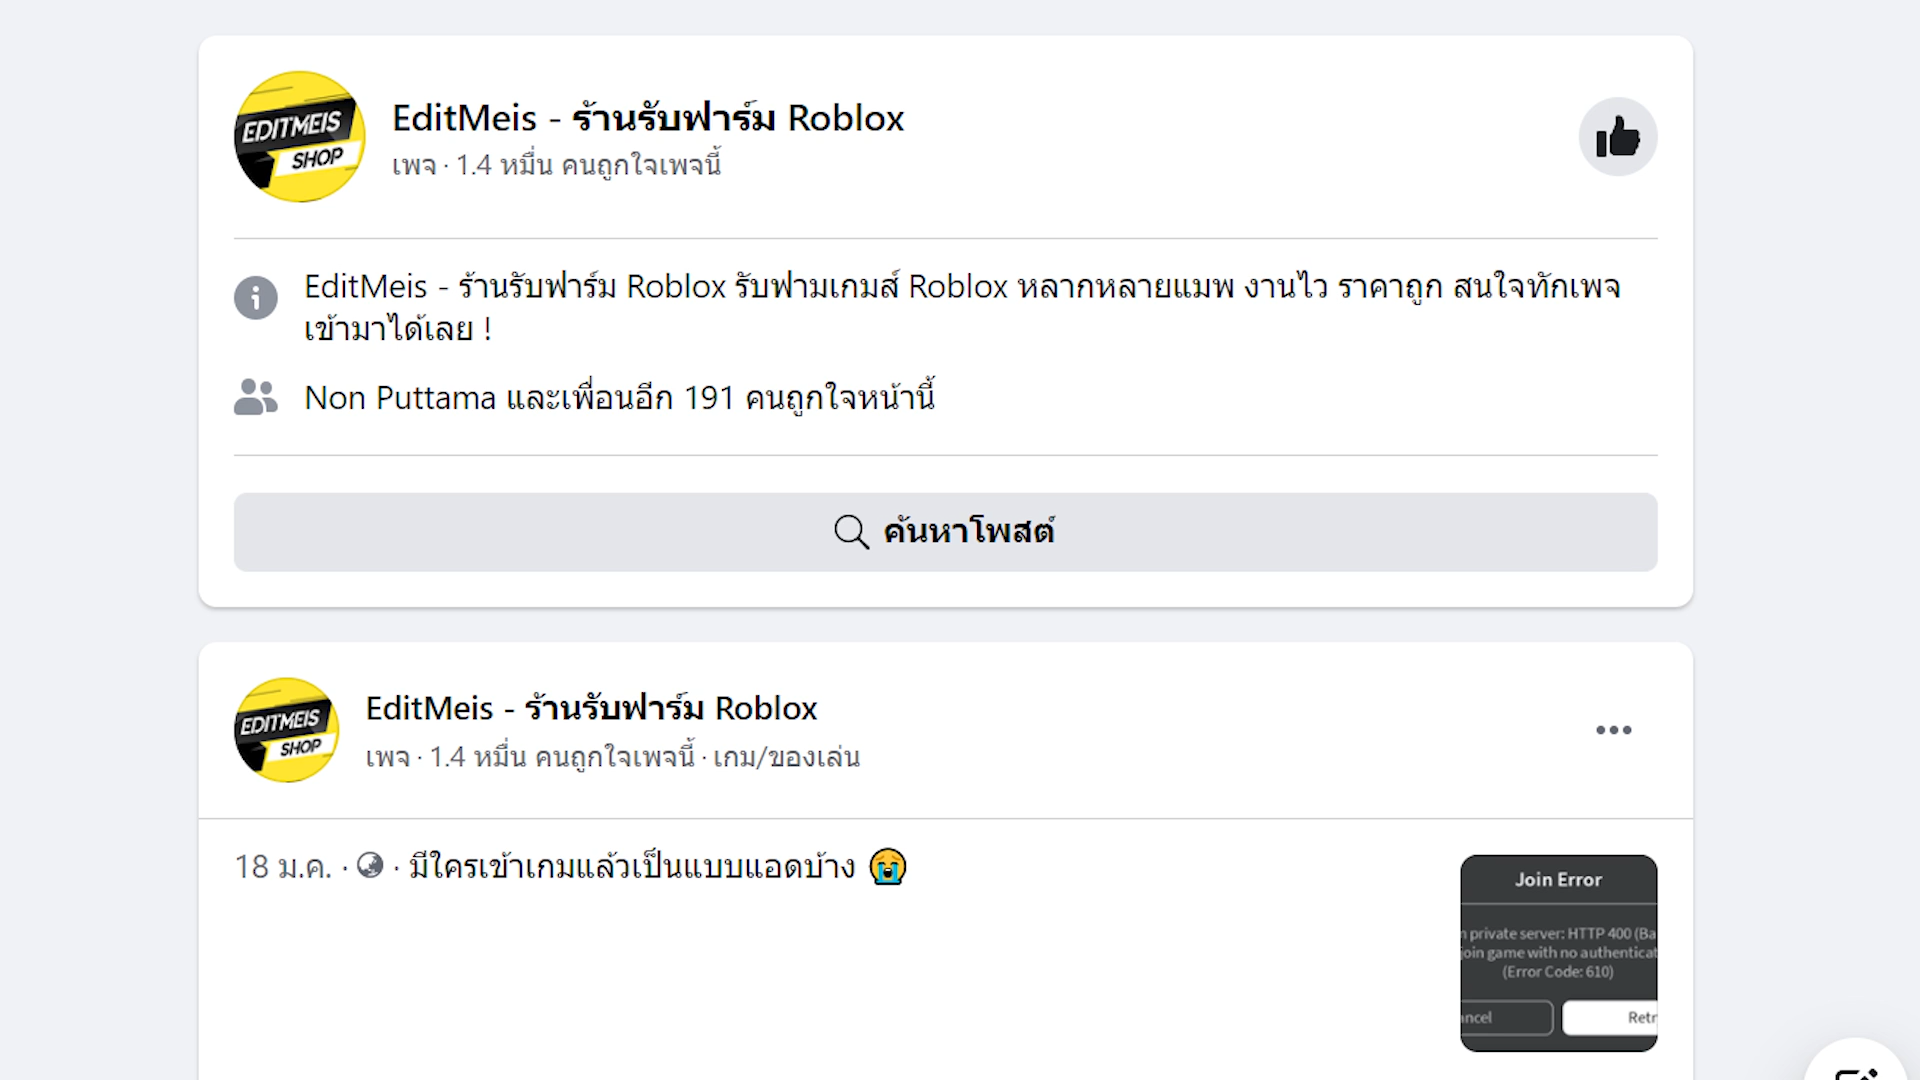 EDITMEIS
SHOP
EditMeis - ร้านรับฟาร์ม Roblox
เพจ · 1.4 หมื่น คนถูกใจเพจนี้
EditMeis - ร้านรับฟาร์ม Roblox รับฟามเกมส์ Roblox หลากหลายแมพ งานไว ราคาถูก สนใจทักเพจ
เข้ามาได้เลย !
Non Puttama และเพื่อนอีก 191 คนถูกใจหน้านี้
ค้นหาโพสต์
EDITMEIS
SHOP
EditMeis - ร้านรับฟาร์ม Roblox
เพจ · 1.4 หมื่น คนถูกใจเพจนี้ · เกม/ของเล่น
18 ม.ค. · มีใครเข้าเกมแล้วเป็นแบบแอดบ้าง 😭
Join Error
n private server: HTTP 400 (Ba
join game with no authenticat
(Error Code: 610)
ancel
Retr